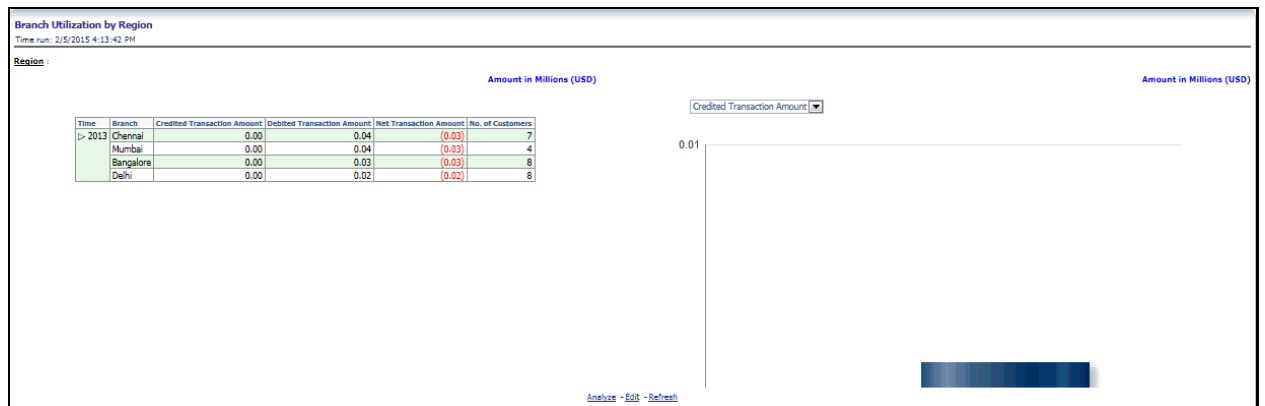 Branch Utilization by Region
Time run: 2/5/2015 4:13:42 PM
Region :
Amount in Millions (USD)
Amount in Millions (USD)
Credited Transaction Amount
Time Branch Credited Transaction Amount Debited Transaction Amount Net Transaction Amount No. of Customers
2013 Chennai 0.00 0.04 (0.03) 7
Mumbai 0.00 0.04 (0.03) 4
Bangalore 0.00 0.03 (0.03) 8
Delhi 0.00 0.02 (0.02) 8
0.01
Analyze - Edit - Refresh